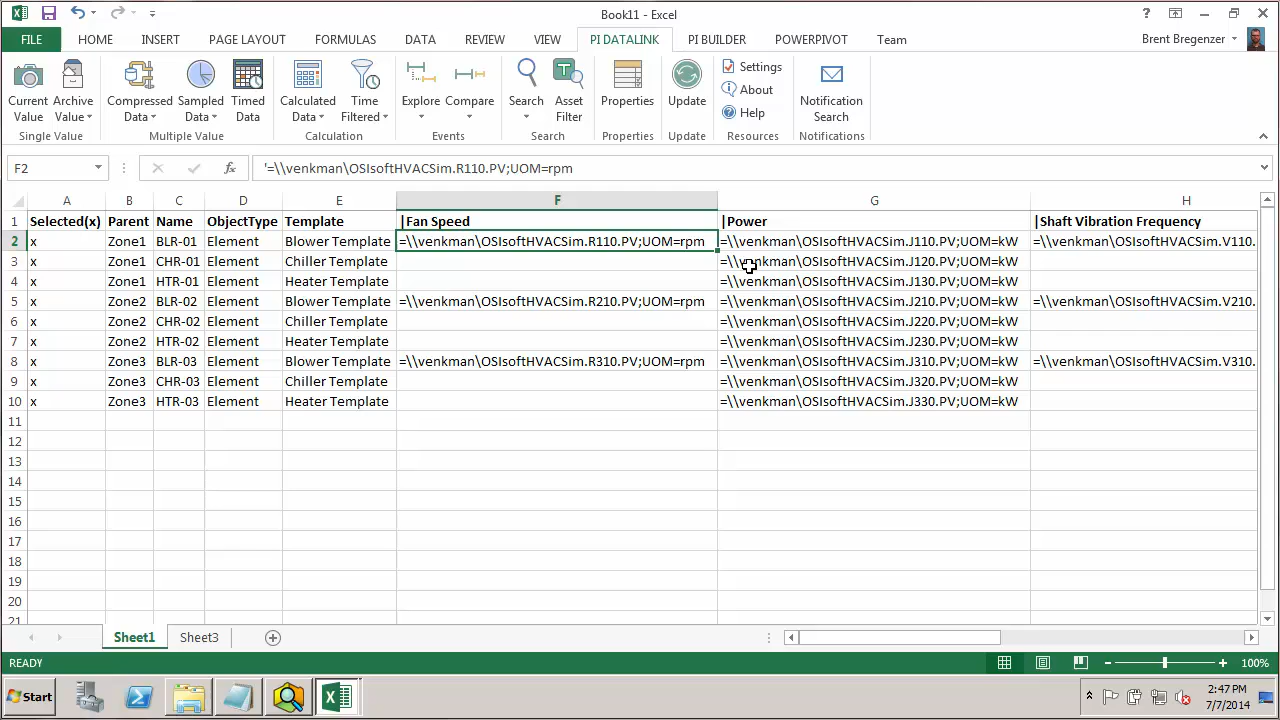 Book11 - Excel
FILE HOME INSERT PAGE LAYOUT FORMULAS DATA REVIEW VIEW PI DATALINK PI BUILDER POWERPIVOT Team Brent Bregenzer
Current Value
Archive Value
Single Value
Compressed Data
Sampled Data
Timed Data
Multiple Value
Calculated Data
Time Filtered
Calculation
Explore
Compare
Events
Search
Asset Filter
Search
Properties
Properties
Update
Update
Settings
About
Help
Resources
Notification Search
Notifications
F2 fx '=\\venkman\OSIsoftHVACSim.R110.PV;UOM=rpm
A B C D E F G H
1 Selected(x) Parent Name ObjectType Template |Fan Speed |Power |Shaft Vibration Frequency
2 x Zone1 BLR-01 Element Blower Template =\\venkman\OSIsoftHVACSim.R110.PV;UOM=rpm =\\venkman\OSIsoftHVACSim.J110.PV;UOM=kW =\\venkman\OSIsoftHVACSim.V110.
3 x Zone1 CHR-01 Element Chiller Template =\\venkman\OSIsoftHVACSim.J120.PV;UOM=kW
4 x Zone1 HTR-01 Element Heater Template =\\venkman\OSIsoftHVACSim.J130.PV;UOM=kW
5 x Zone2 BLR-02 Element Blower Template =\\venkman\OSIsoftHVACSim.R210.PV;UOM=rpm =\\venkman\OSIsoftHVACSim.J210.PV;UOM=kW =\\venkman\OSIsoftHVACSim.V210.
6 x Zone2 CHR-02 Element Chiller Template =\\venkman\OSIsoftHVACSim.J220.PV;UOM=kW
7 x Zone2 HTR-02 Element Heater Template =\\venkman\OSIsoftHVACSim.J230.PV;UOM=kW
8 x Zone3 BLR-03 Element Blower Template =\\venkman\OSIsoftHVACSim.R310.PV;UOM=rpm =\\venkman\OSIsoftHVACSim.J310.PV;UOM=kW =\\venkman\OSIsoftHVACSim.V310.
9 x Zone3 CHR-03 Element Chiller Template =\\venkman\OSIsoftHVACSim.J320.PV;UOM=kW
10 x Zone3 HTR-03 Element Heater Template =\\venkman\OSIsoftHVACSim.J330.PV;UOM=kW
11
12
13
14
15
16
17
18
19
20
21
Sheet1 Sheet3
READY 100%
Start 2:47 PM
7/7/2014